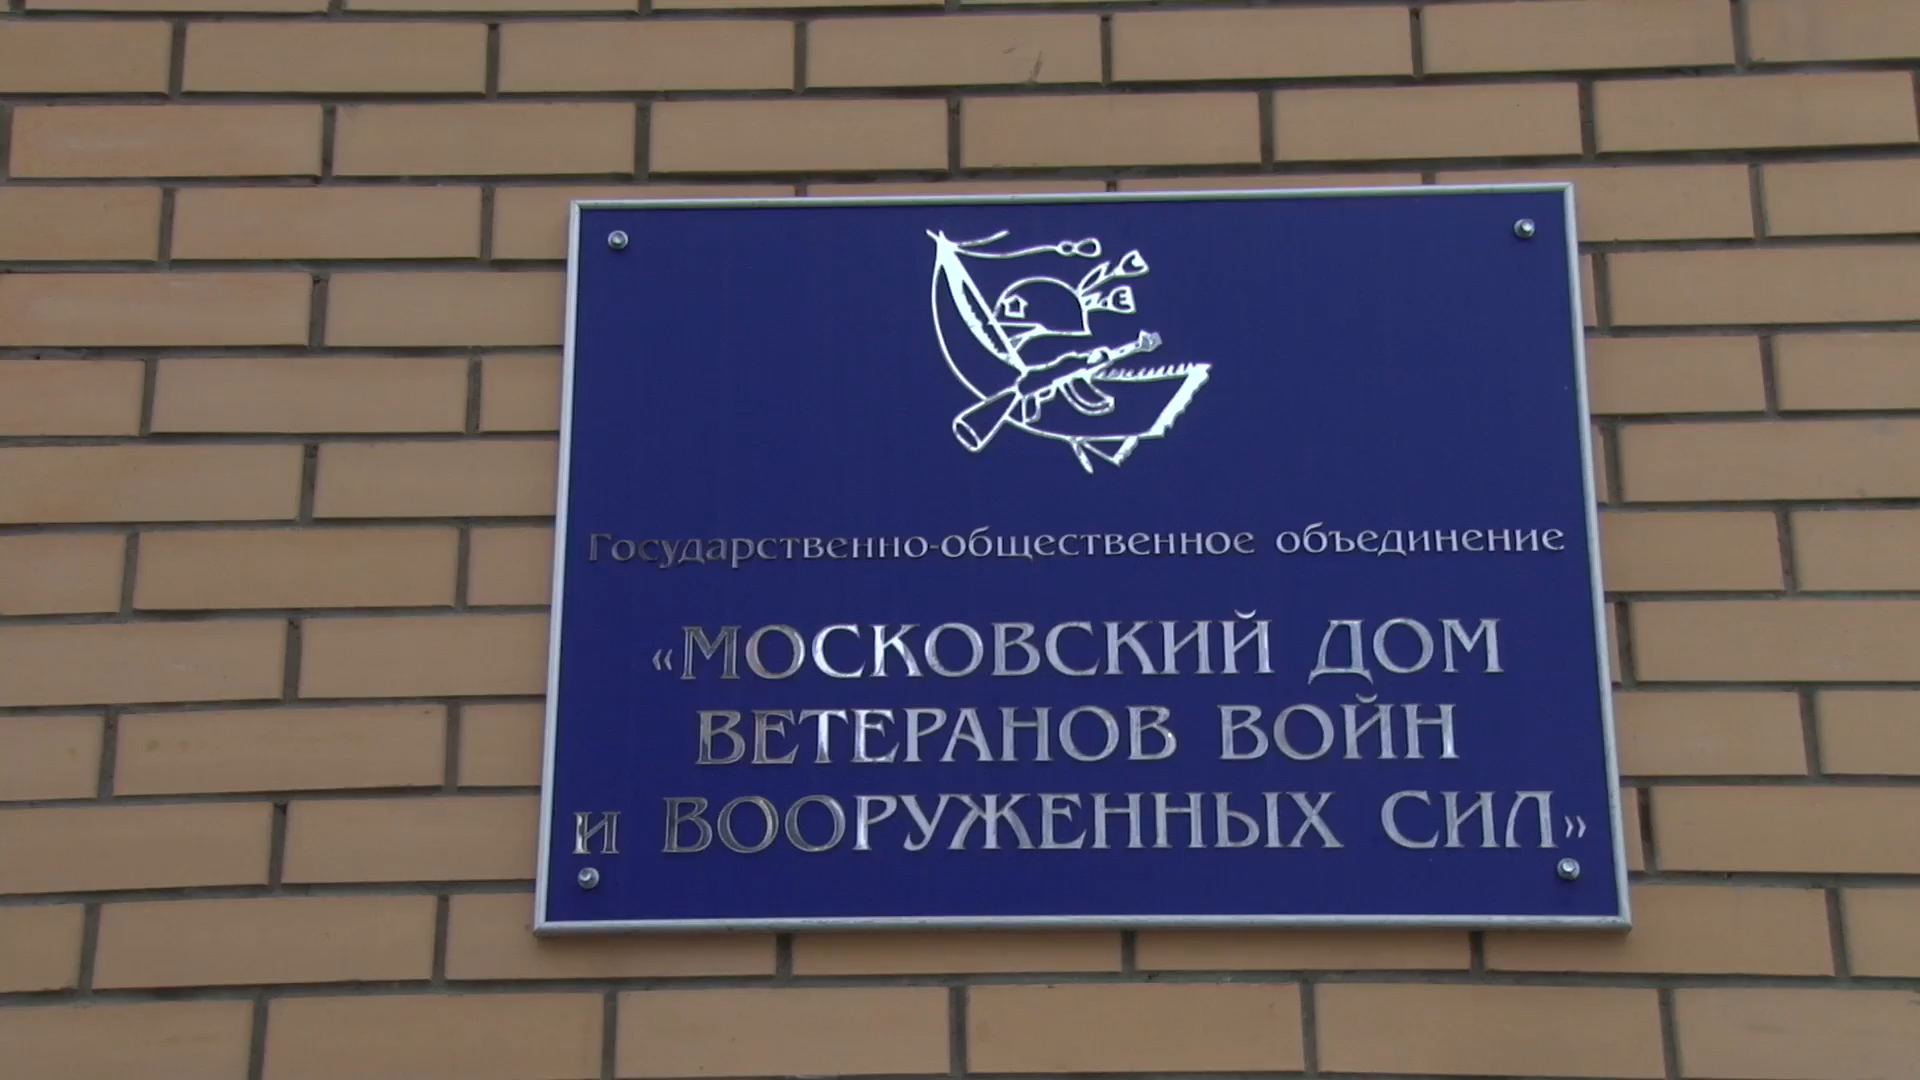 Государственно-общественное объединение
«МОСКОВСКИЙ ДОМ
ВЕТЕРАНОВ ВОЙН
И ВООРУЖЕННЫХ СИЛ»